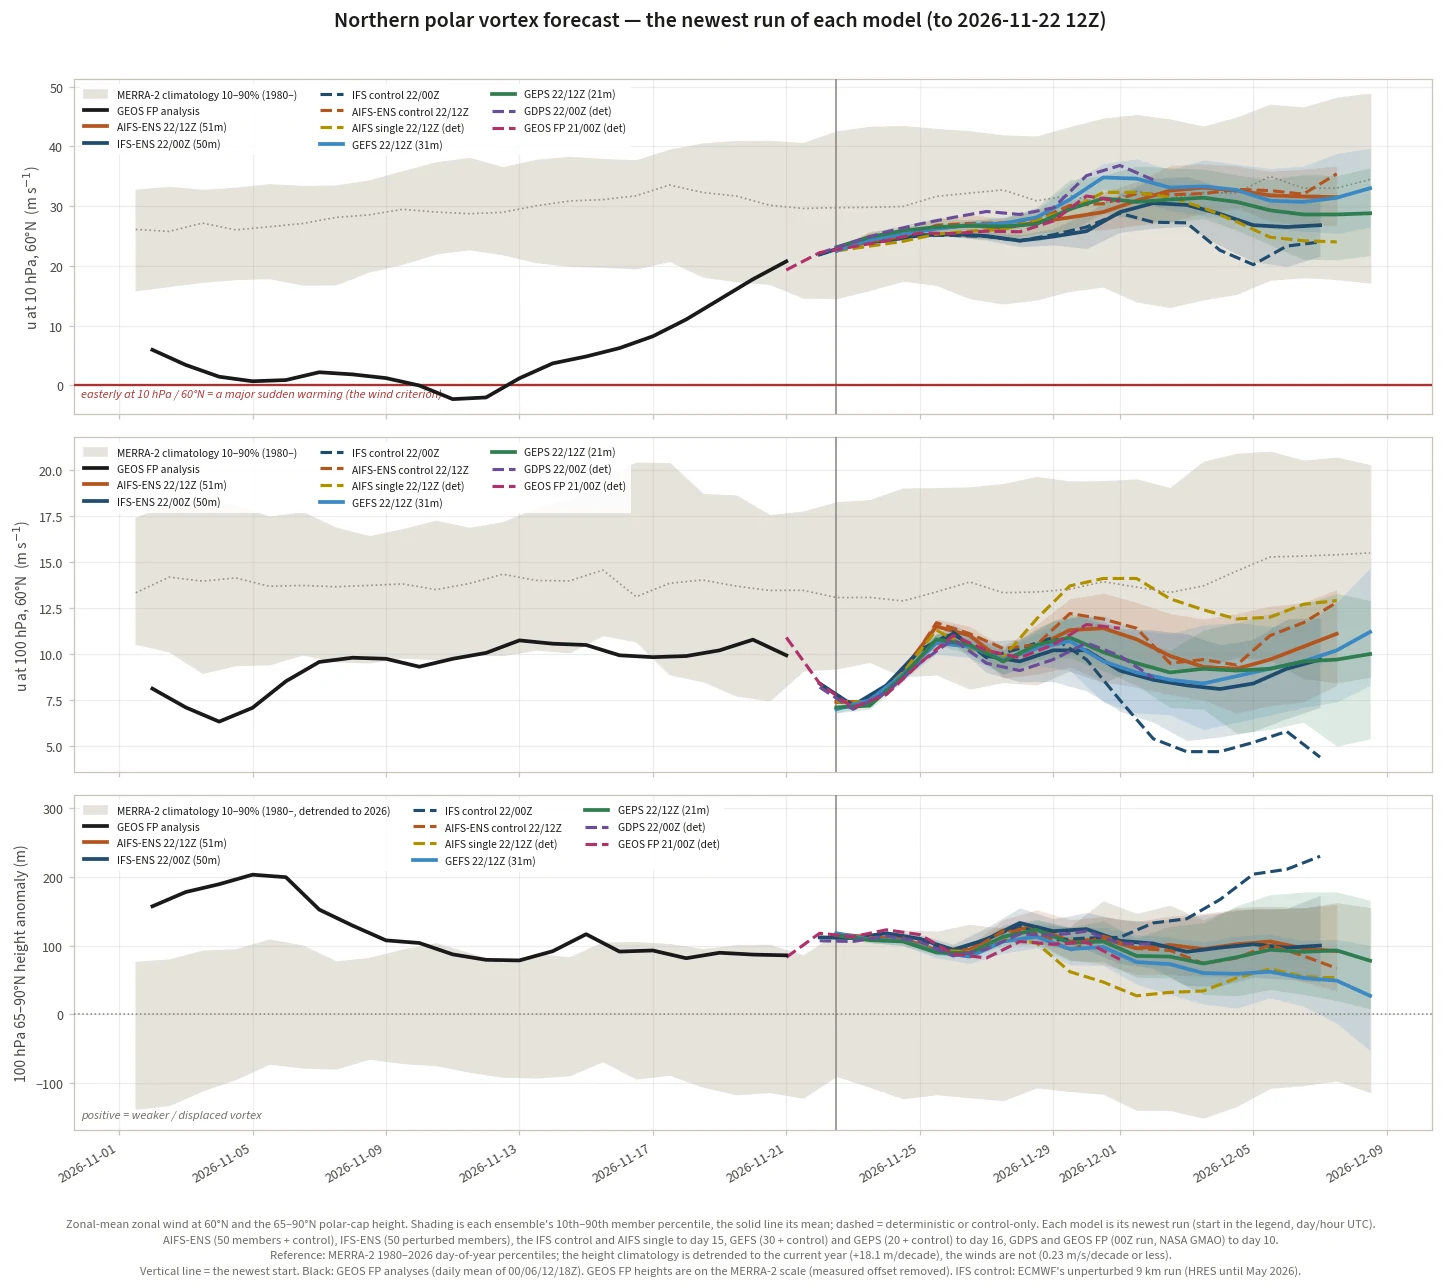 Northern polar vortex forecast — the newest run of each model (to 2026-11-22 12Z)
u at 10 hPa, 60°N (m s⁻¹)
50
40
30
20
10
0
MERRA-2 climatology 10–90% (1980–)
GEOS FP analysis
AIFS-ENS 22/12Z (51m)
IFS-ENS 22/00Z (50m)
IFS control 22/00Z
AIFS-ENS control 22/12Z
AIFS single 22/12Z (det)
GEFS 22/12Z (31m)
GEPS 22/12Z (21m)
GDPS 22/00Z (det)
GEOS FP 21/00Z (det)
easterly at 10 hPa / 60°N = a major sudden warming (the wind criterion)
u at 100 hPa, 60°N (m s⁻¹)
20.0
17.5
15.0
12.5
10.0
7.5
5.0
MERRA-2 climatology 10–90% (1980–)
GEOS FP analysis
AIFS-ENS 22/12Z (51m)
IFS-ENS 22/00Z (50m)
IFS control 22/00Z
AIFS-ENS control 22/12Z
AIFS single 22/12Z (det)
GEFS 22/12Z (31m)
GEPS 22/12Z (21m)
GDPS 22/00Z (det)
GEOS FP 21/00Z (det)
100 hPa 65–90°N height anomaly (m)
300
200
100
0
−100
MERRA-2 climatology 10–90% (1980–, detrended to 2026)
GEOS FP analysis
AIFS-ENS 22/12Z (51m)
IFS-ENS 22/00Z (50m)
IFS control 22/00Z
AIFS-ENS control 22/12Z
AIFS single 22/12Z (det)
GEFS 22/12Z (31m)
GEPS 22/12Z (21m)
GDPS 22/00Z (det)
GEOS FP 21/00Z (det)
positive = weaker / displaced vortex
2026-11-01
2026-11-05
2026-11-09
2026-11-13
2026-11-17
2026-11-21
2026-11-25
2026-11-29
2026-12-01
2026-12-05
2026-12-09
Zonal-mean zonal wind at 60°N and the 65–90°N polar-cap height. Shading is each ensemble's 10th–90th member percentile, the solid line its mean; dashed = deterministic or control-only. Each model is its newest run (start in the legend, day/hour UTC).
AIFS-ENS (50 members + control), IFS-ENS (50 perturbed members), the IFS control and AIFS single to day 15, GEFS (30 + control) and GEPS (20 + control) to day 16, GDPS and GEOS FP (00Z run, NASA GMAO) to day 10.
Reference: MERRA-2 1980–2026 day-of-year percentiles; the height climatology is detrended to the current year (+18.1 m/decade), the winds are not (0.23 m/s/decade or less).
Vertical line = the newest start. Black: GEOS FP analyses (daily mean of 00/06/12/18Z). GEOS FP heights are on the MERRA-2 scale (measured offset removed). IFS control: ECMWF's unperturbed 9 km run (HRES until May 2026).